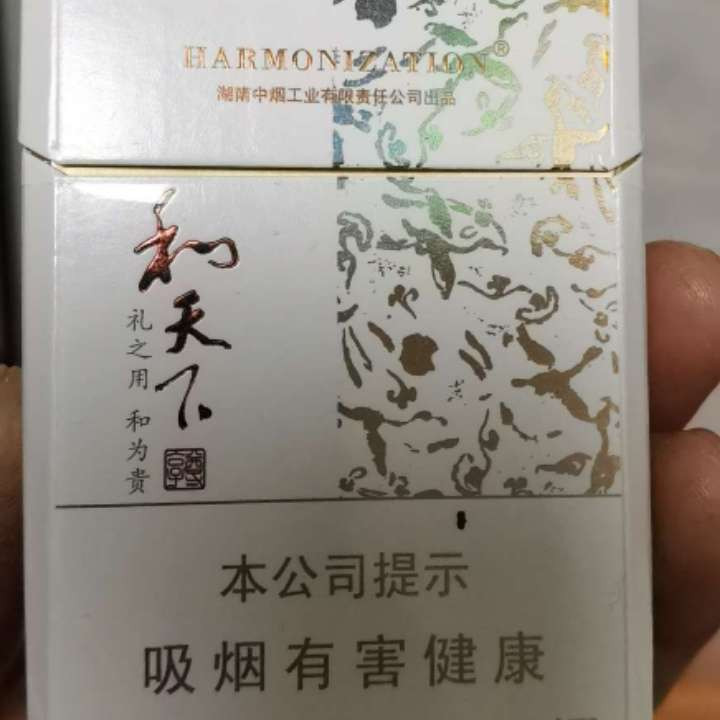 HARMONIZATION®
湖南中烟工业有限责任公司出品
和天下
礼之用 和为贵
本公司提示
吸烟有害健康